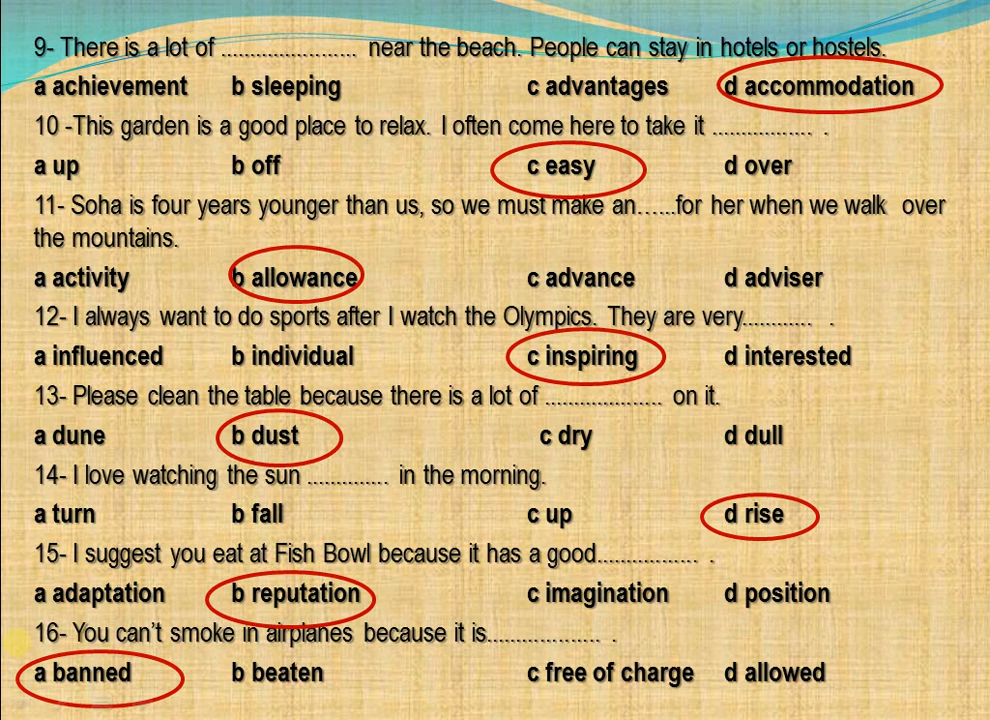 9- There is a lot of ....................... near the beach. People can stay in hotels or hostels.
a achievement b sleeping c advantages d accommodation
10 -This garden is a good place to relax. I often come here to take it ................. .
a up b off c easy d over
11- Soha is four years younger than us, so we must make an…...for her when we walk over
the mountains.
a activity b allowance c advance d adviser
12- I always want to do sports after I watch the Olympics. They are very............ .
a influenced b individual c inspiring d interested
13- Please clean the table because there is a lot of .................... on it.
a dune b dust c dry d dull
14- I love watching the sun .............. in the morning.
a turn b fall c up d rise
15- I suggest you eat at Fish Bowl because it has a good................. .
a adaptation b reputation c imagination d position
16- You can’t smoke in airplanes because it is................... .
a banned b beaten c free of charge d allowed